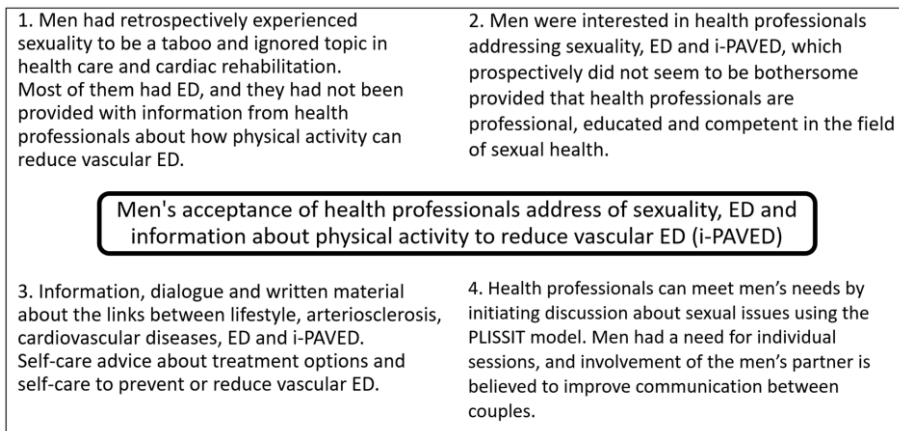 1. Men had retrospectively experienced
sexuality to be a taboo and ignored topic in
health care and cardiac rehabilitation.
Most of them had ED, and they had not been
provided with information from health
professionals about how physical activity can
reduce vascular ED.
2. Men were interested in health professionals
addressing sexuality, ED and i-PAVED, which
prospectively did not seem to be bothersome
provided that health professionals are
professional, educated and competent in the field
of sexual health.
Men's acceptance of health professionals address of sexuality, ED and
information about physical activity to reduce vascular ED (i-PAVED)
3. Information, dialogue and written material
about the links between lifestyle, arteriosclerosis,
cardiovascular diseases, ED and i-PAVED.
Self-care advice about treatment options and
self-care to prevent or reduce vascular ED.
4. Health professionals can meet men's needs by
initiating discussion about sexual issues using the
PLISSIT model. Men had a need for individual
sessions, and involvement of the men's partner is
believed to improve communication between
couples.